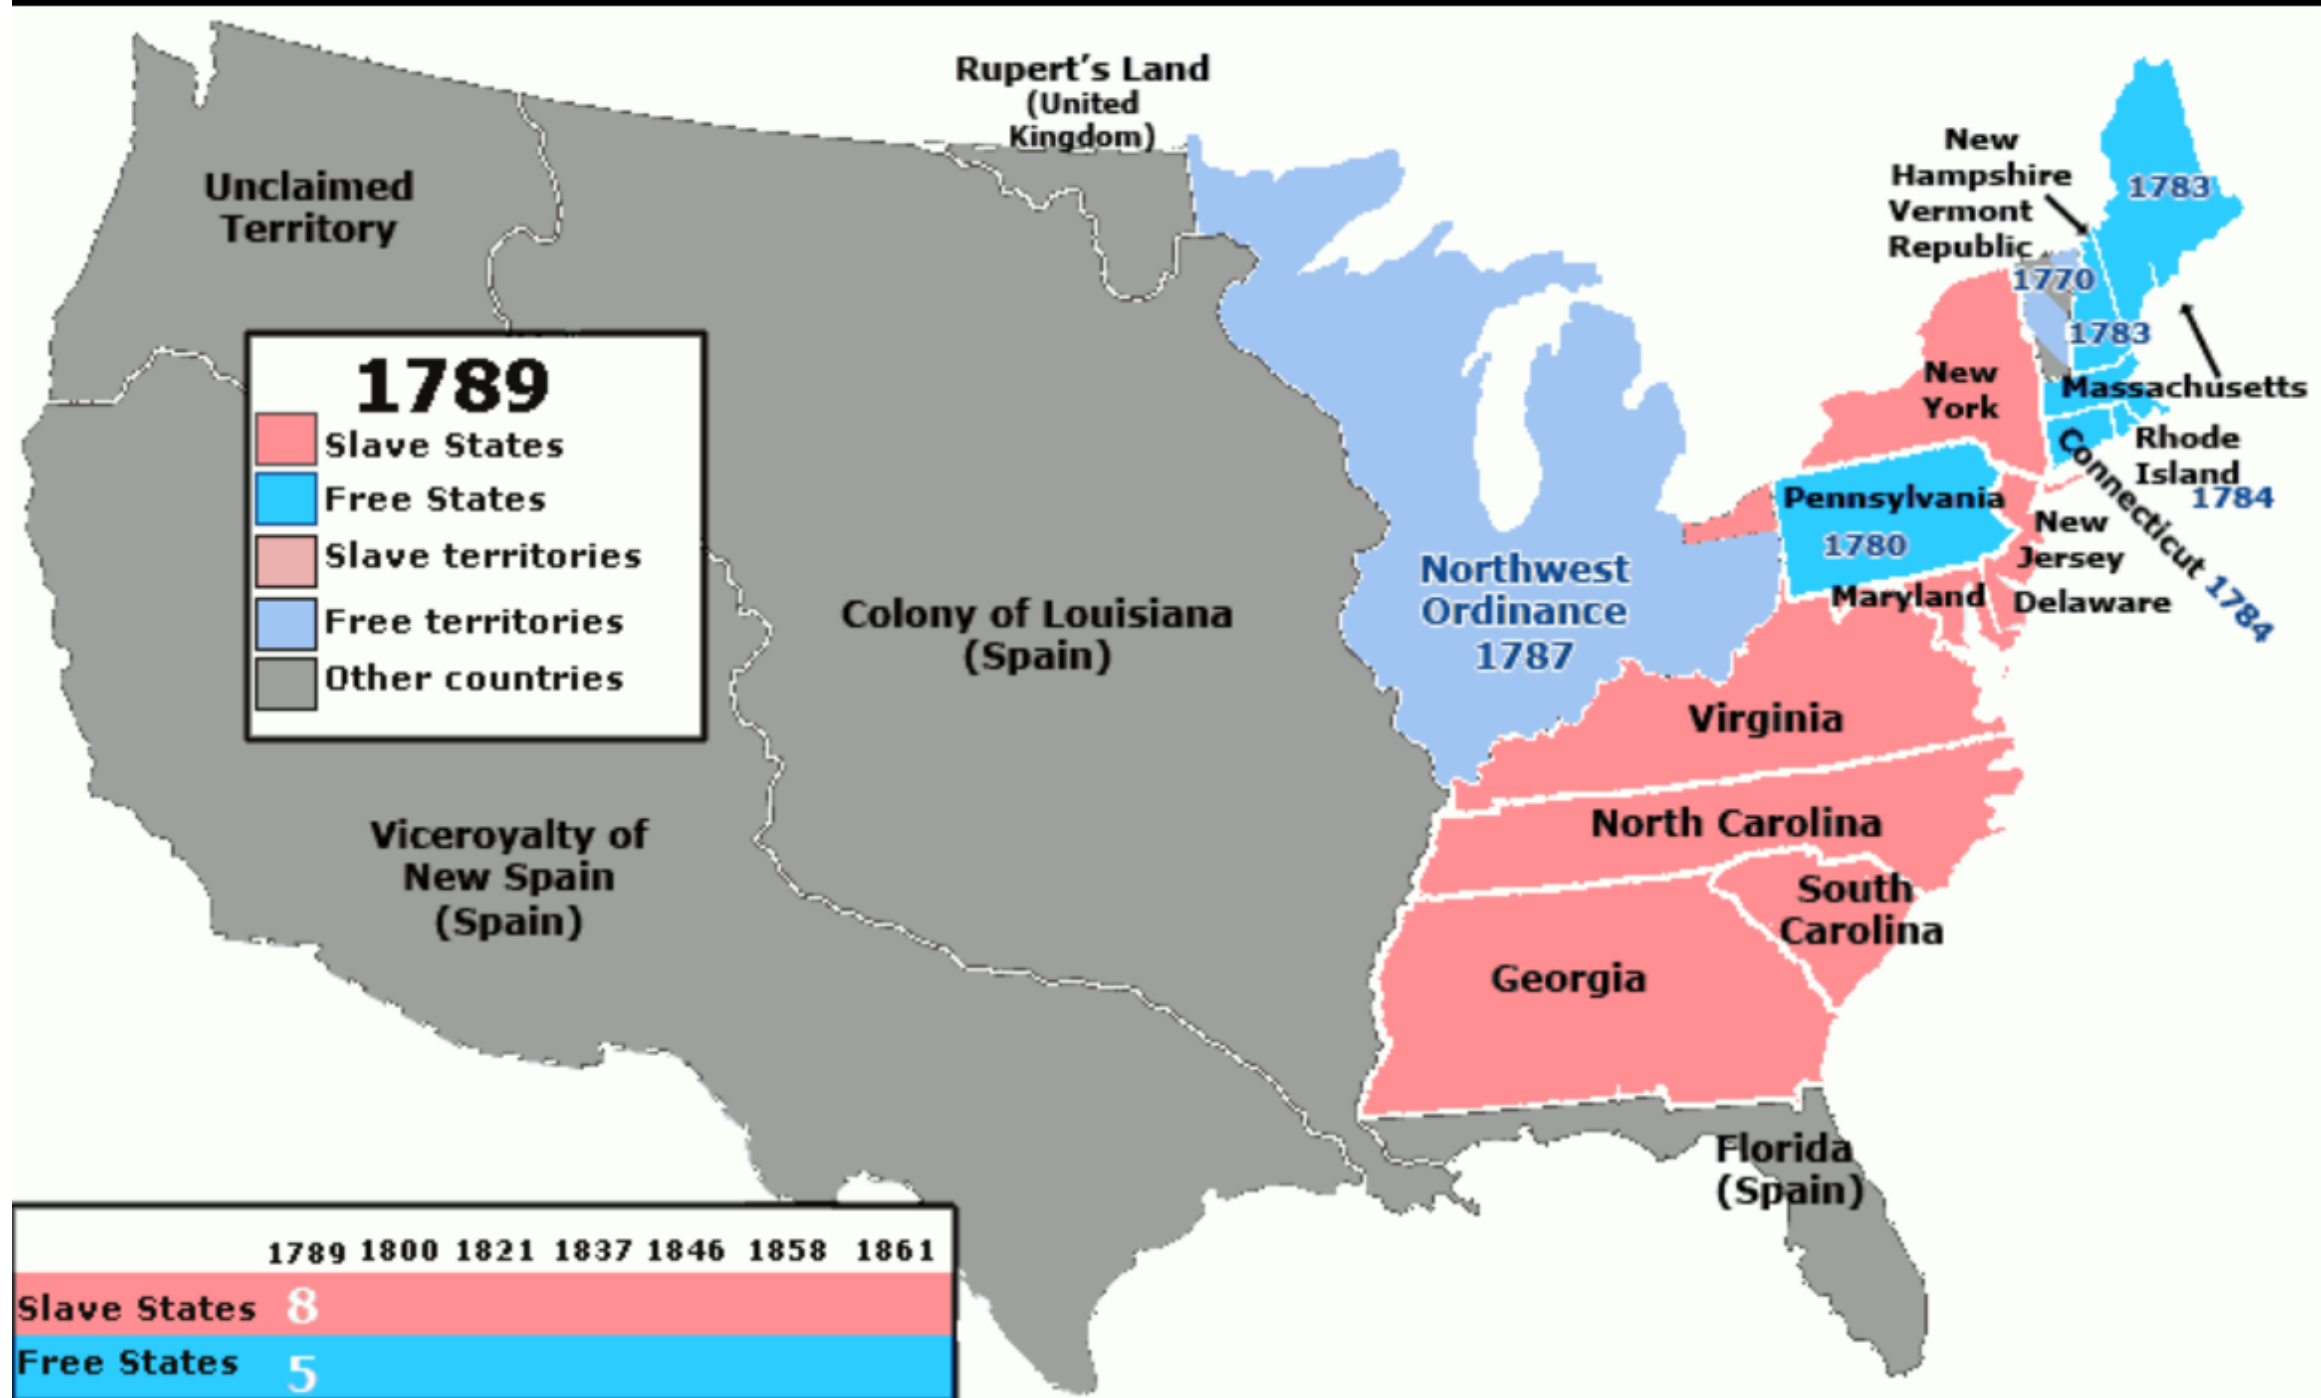 Rupert's Land
(United
Kingdom)
Unclaimed
Territory
New
Hampshire
Vermont
Republic
1783
1770
1783
Massachusetts
New
York
Rhode
Island
1784
Connecticut 1784
Pennsylvania
1780
New
Jersey
Maryland
Delaware
1789
Slave States
Free States
Slave territories
Free territories
Other countries
Colony of Louisiana
(Spain)
Northwest
Ordinance
1787
Virginia
North Carolina
South
Carolina
Georgia
Viceroyalty of
New Spain
(Spain)
Florida
(Spain)
1789 1800 1821 1837 1846 1858 1861
Slave States 8
Free States 5